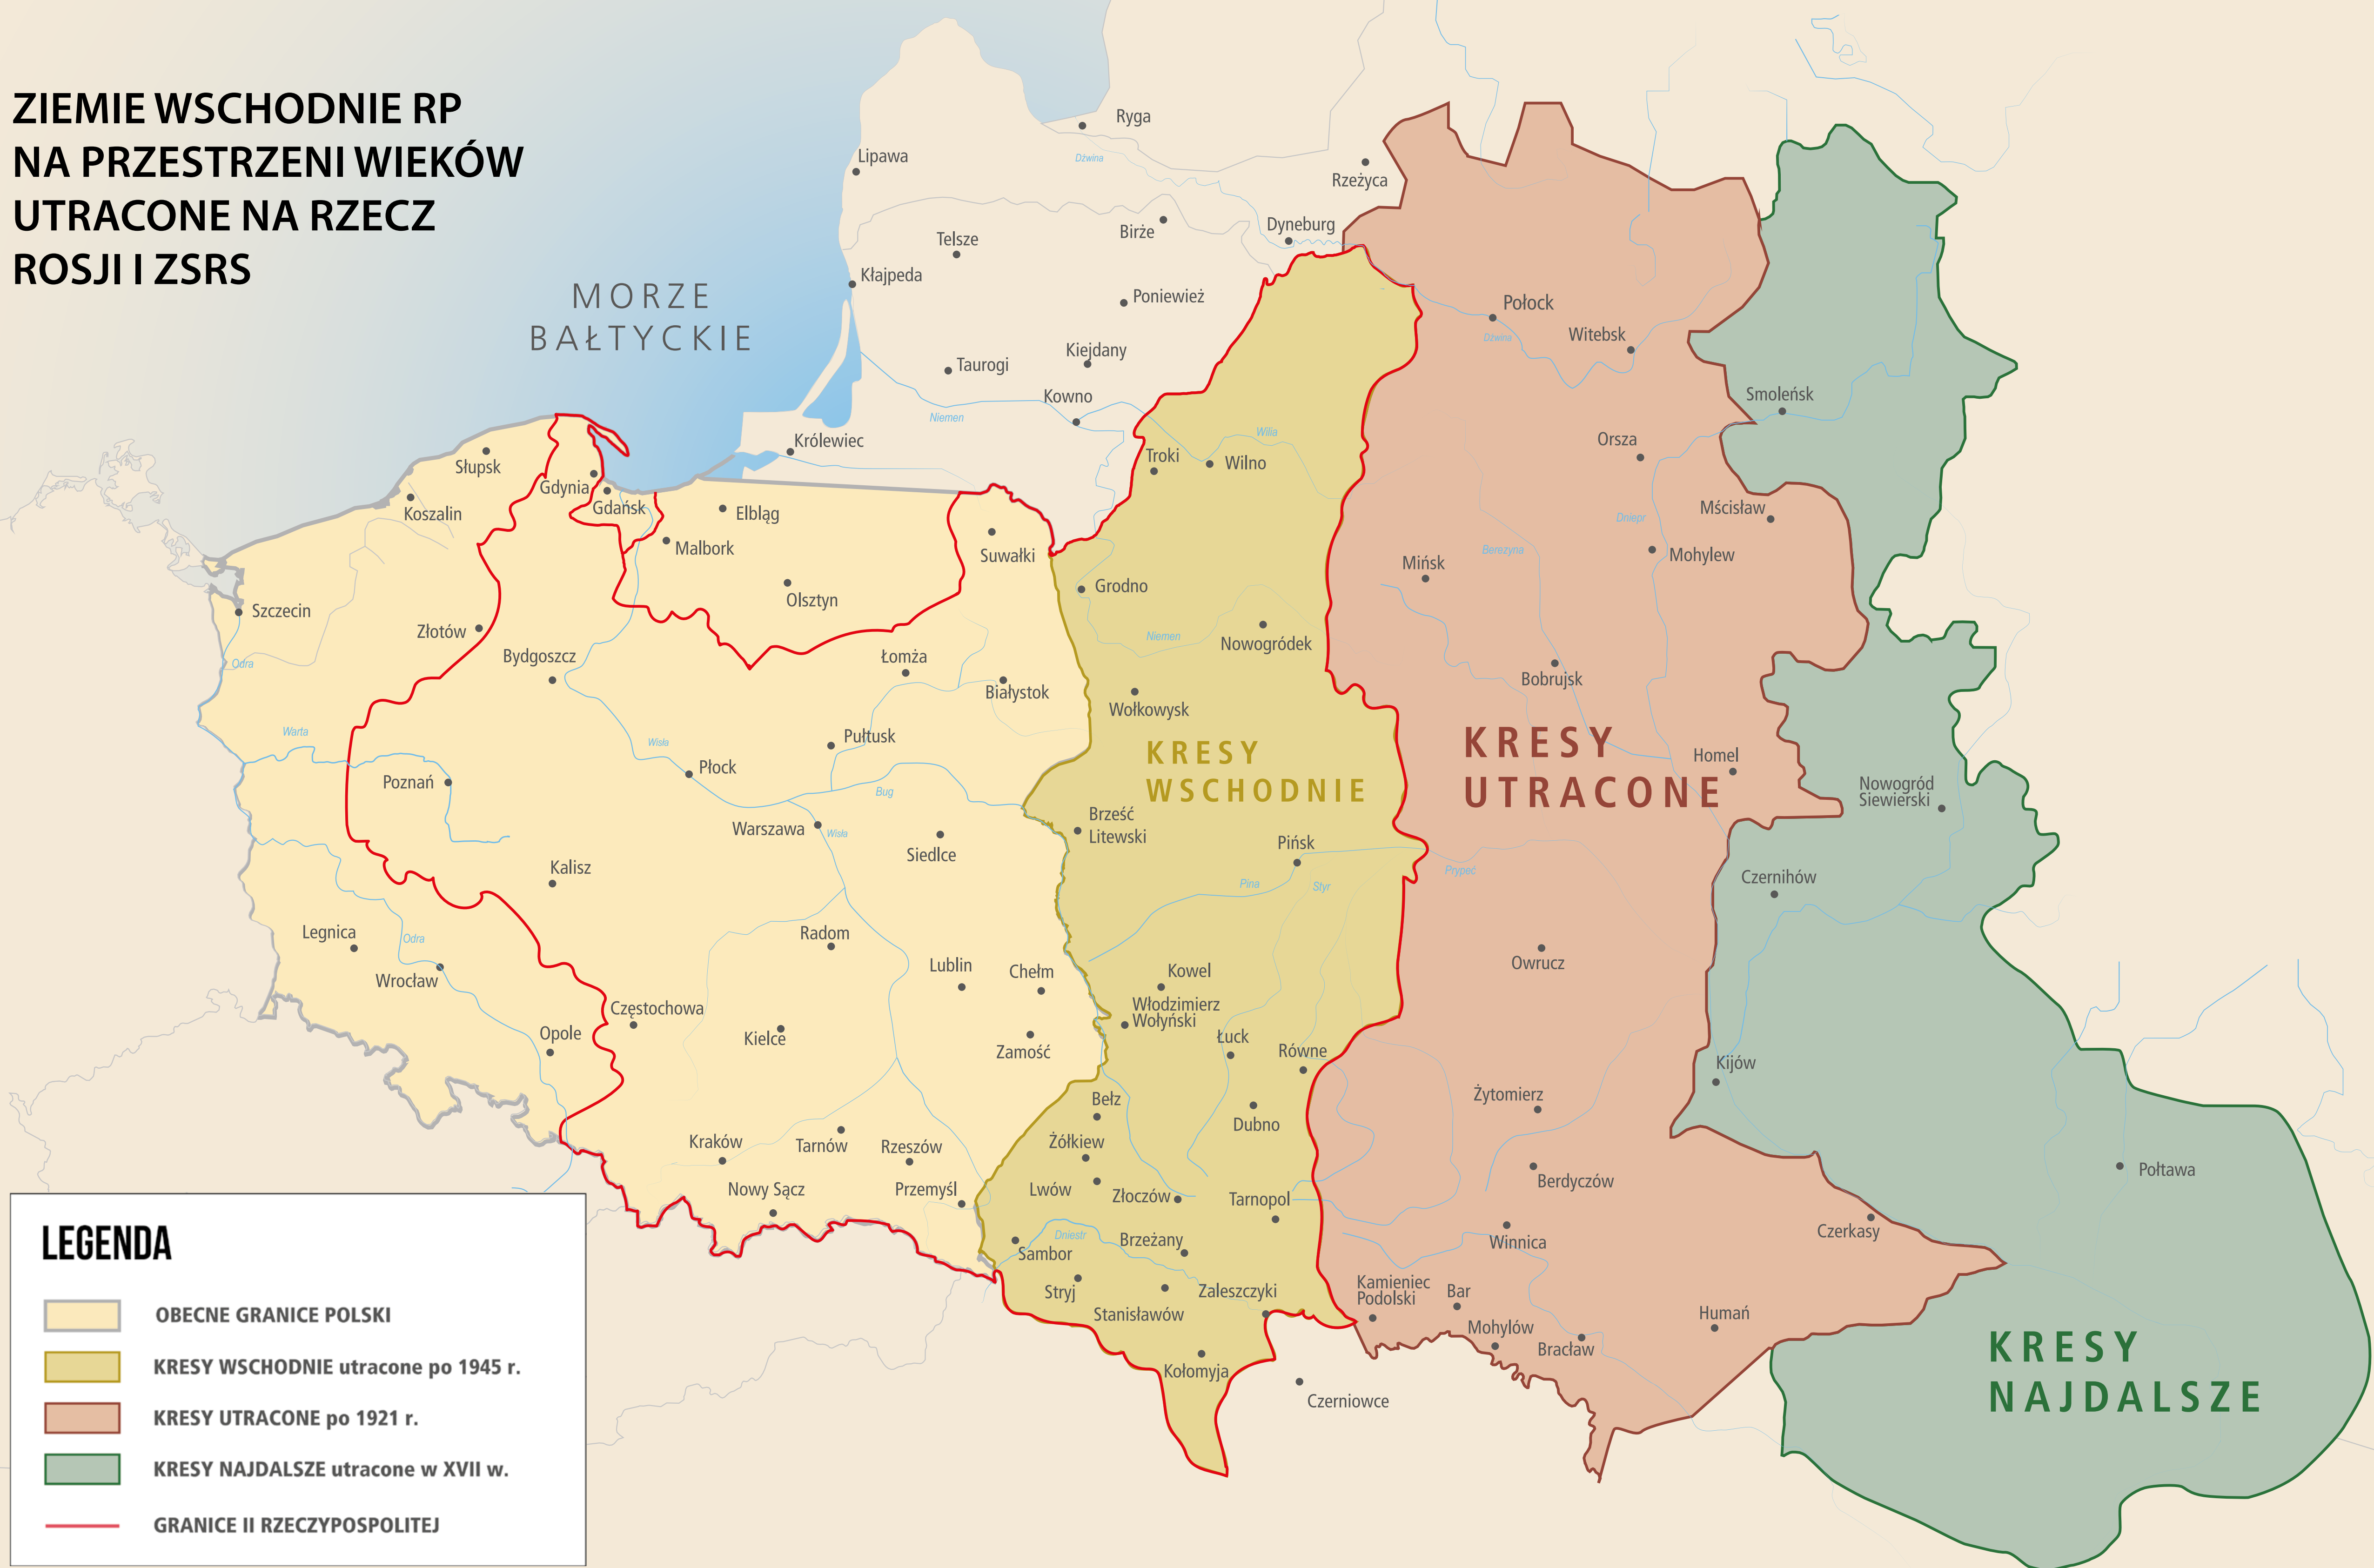 ZIEMIE WSCHODNIE RP
NA PRZESTRZENI WIEKÓW
UTRACONE NA RZECZ
ROSJI I ZSRS
MORZE
BAŁTYCKIE
Ryga
Lipawa
Dźwina
Rzeżyca
Birże
Dyneburg
Telsze
Kłajpeda
Poniewież
Połock
Witebsk
Dźwina
Kiejdany
Taurogi
Kowno
Niemen
Smoleńsk
Królewiec
Wilia
Orsza
Troki
Wilno
Słupsk
Gdynia
Gdańsk
Koszalin
Elbląg
Malbork
Suwałki
Mścisław
Dniepr
Berezyna
Mohylew
Mińsk
Grodno
Olsztyn
Szczecin
Złotów
Niemen
Nowogródek
Odra
Bydgoszcz
Łomża
Białystok
Bobrujsk
Wołkowysk
Warta
Wisła
Pułtusk
KRESY
WSCHODNIE
KRESY
UTRACONE
Homel
Płock
Poznań
Bug
Nowogród
Siewierski
Warszawa
Wisła
Siedlce
Brześć
Litewski
Pińsk
Kalisz
Pina
Styr
Prypeć
Czernihów
Legnica
Odra
Radom
Wrocław
Lublin
Chełm
Kowel
Owrucz
Włodzimierz
Wołyński
Częstochowa
Opole
Kielce
Zamość
Łuck
Równe
Kijów
Bełz
Żytomierz
Dubno
Kraków
Tarnów
Rzeszów
Żółkiew
Połtawa
Berdyczów
Nowy Sącz
Przemyśl
Lwów
Złoczów
Tarnopol
Czerkasy
Dniestr
Brzeżany
Winnica
Sambor
Stryj
Zaleszczyki
Kamieniec
Podolski
Bar
Stanisławów
Mohylów
Humań
Bracław
Kołomyja
Czerniowce
KRESY
NAJDALSZE
LEGENDA
OBECNE GRANICE POLSKI
KRESY WSCHODNIE utracone po 1945 r.
KRESY UTRACONE po 1921 r.
KRESY NAJDALSZE utracone w XVII w.
GRANICE II RZECZYPOSPOLITEJ